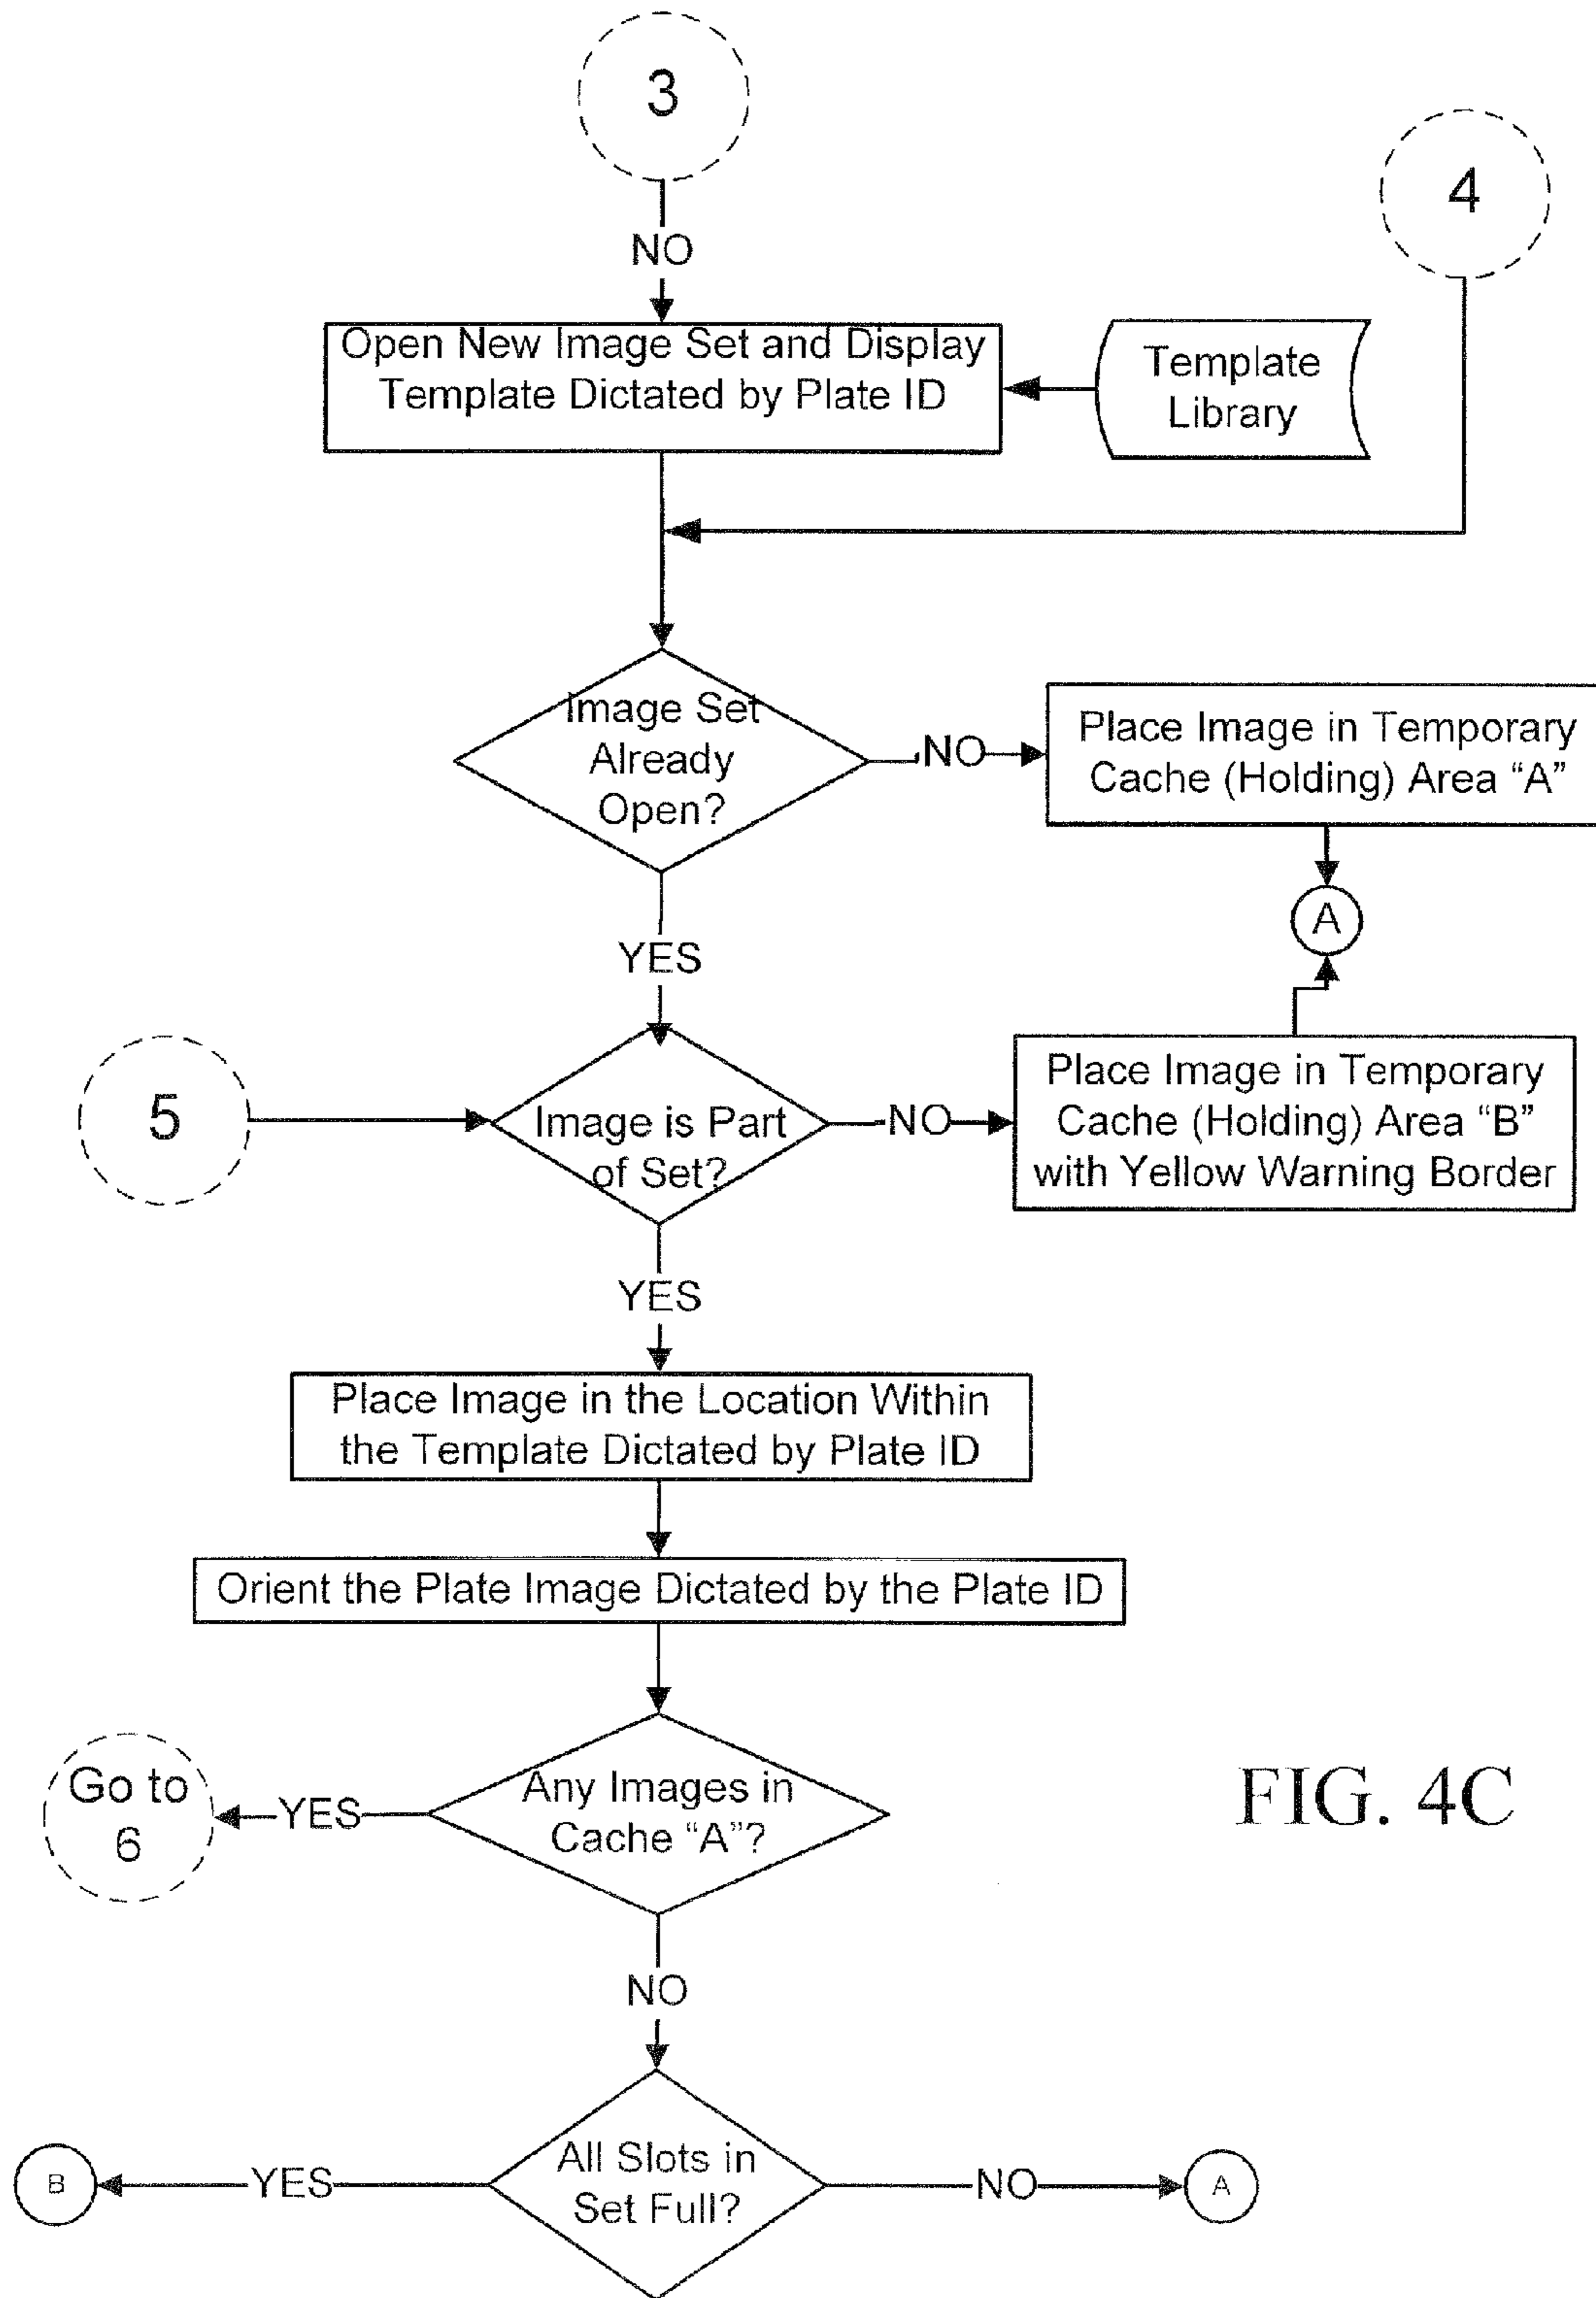 3
4
NO
Open New Image Set and Display
Template Dictated by Plate ID
Template
Library
Image Set
Already
Open?
NO
Place Image in Temporary
Cache (Holding) Area “A”
A
YES
5
Image is Part
of Set?
NO
Place Image in Temporary
Cache (Holding) Area “B”
with Yellow Warning Border
YES
Place Image in the Location Within
the Template Dictated by Plate ID
Orient the Plate Image Dictated by the Plate ID
Go to
6
YES
Any Images in
Cache “A”?
FIG. 4C
NO
B
YES
All Slots in
Set Full?
NO
A